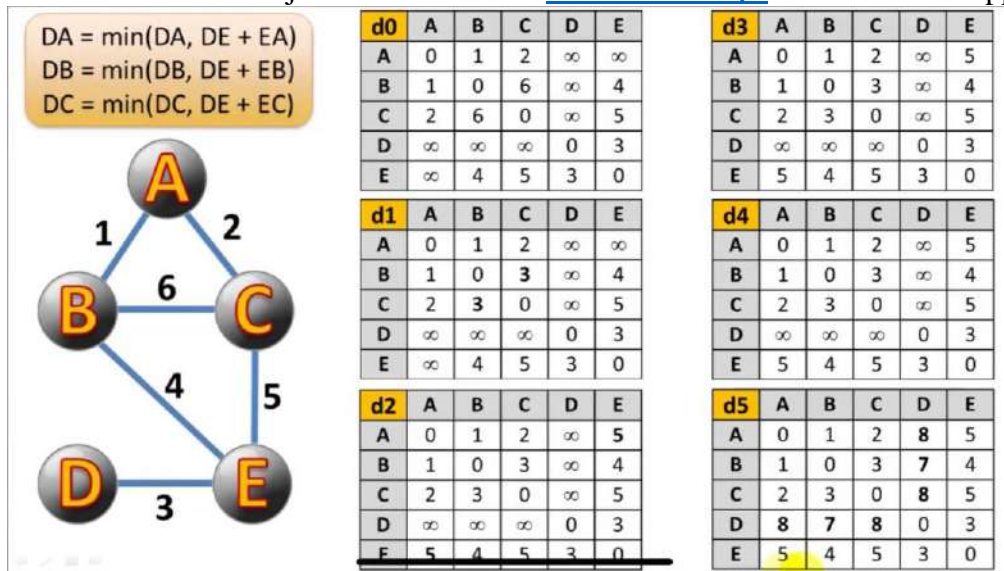 DA = min(DA, DE + EA)
DB = min(DB, DE + EB)
DC = min(DC, DE + EC)
A
1
2
B
6
C
4
5
D
3
E
d0 A B C D E
A 0 1 2 ∞ ∞
B 1 0 6 ∞ 4
C 2 6 0 ∞ 5
D ∞ ∞ ∞ 0 3
E ∞ 4 5 3 0
d1 A B C D E
A 0 1 2 ∞ ∞
B 1 0 3 ∞ 4
C 2 3 0 ∞ 5
D ∞ ∞ ∞ 0 3
E ∞ 4 5 3 0
d2 A B C D E
A 0 1 2 ∞ 5
B 1 0 3 ∞ 4
C 2 3 0 ∞ 5
D ∞ ∞ ∞ 0 3
E 5 4 5 3 0
d3 A B C D E
A 0 1 2 ∞ 5
B 1 0 3 ∞ 4
C 2 3 0 ∞ 5
D ∞ ∞ ∞ 0 3
E 5 4 5 3 0
d4 A B C D E
A 0 1 2 ∞ 5
B 1 0 3 ∞ 4
C 2 3 0 ∞ 5
D ∞ ∞ ∞ 0 3
E 5 4 5 3 0
d5 A B C D E
A 0 1 2 8 5
B 1 0 3 7 4
C 2 3 0 8 5
D 8 7 8 0 3
E 5 4 5 3 0